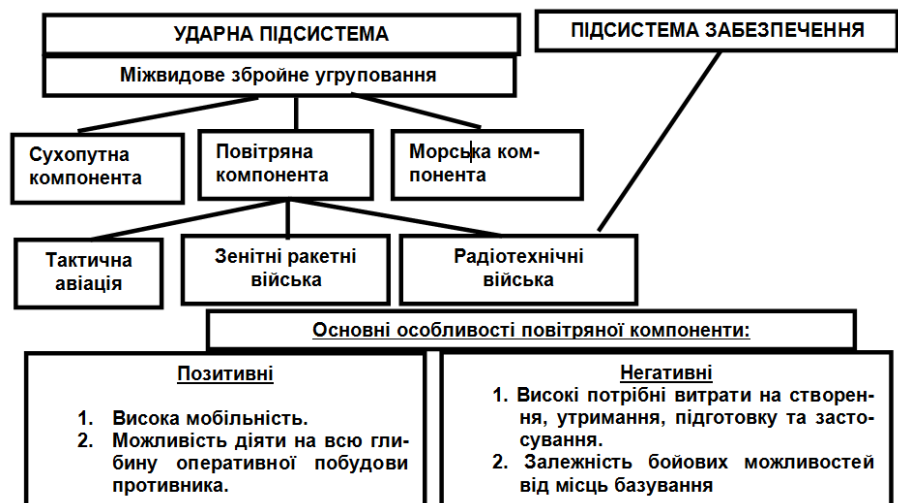 УДАРНА ПІДСИСТЕМА
ПІДСИСТЕМА ЗАБЕЗПЕЧЕННЯ
Міжвидове збройне угруповання
Сухопутна
компонента
Повітряна
компонента
Морська ком-
понента
Тактична
авіація
Зенітні ракетні
війська
Радіотехнічні
війська
Основні особливості повітряної компоненти:
Позитивні
1. Висока мобільність.
2. Можливість діяти на всю гли-
бину оперативної побудови
противника.
Негативні
1. Високі потрібні витрати на створен-
ня, утримання, підготовку та засто-
сування.
2. Залежність бойових можливостей
від місць базування